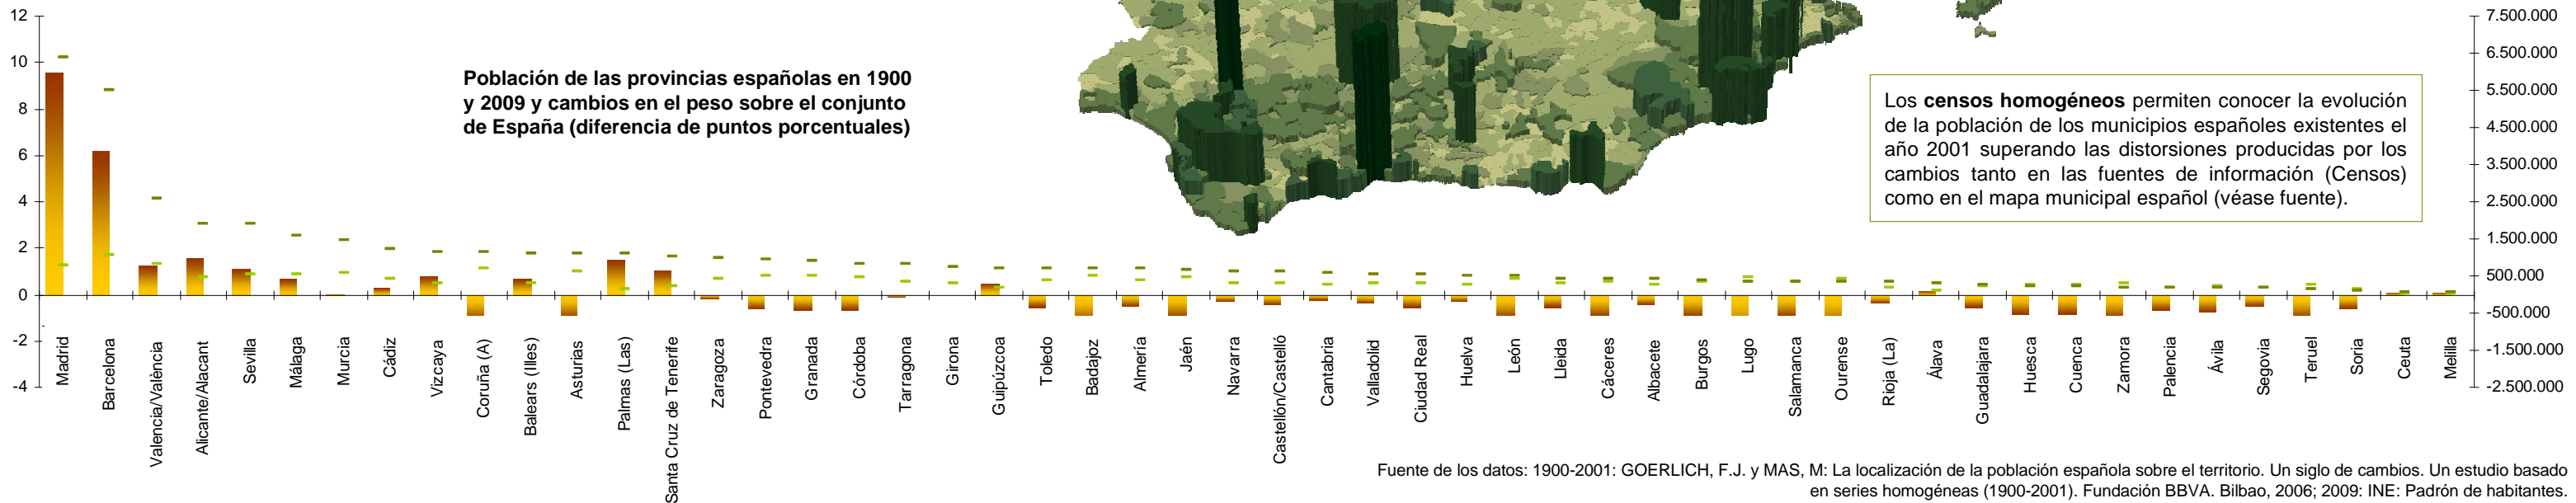 12
10
8
6
4
2
0
-2
-4
Población de las provincias españolas en 1900
y 2009 y cambios en el peso sobre el conjunto
de España (diferencia de puntos porcentuales)
Los censos homogéneos permiten conocer la evolución
de la población de los municipios españoles existentes el
año 2001 superando las distorsiones producidas por los
cambios tanto en las fuentes de información (Censos)
como en el mapa municipal español (véase fuente).
7.500.000
6.500.000
5.500.000
4.500.000
3.500.000
2.500.000
1.500.000
500.000
-500.000
-1.500.000
-2.500.000
Madrid
Barcelona
Valencia/València
Alicante/Alacant
Sevilla
Málaga
Murcia
Cádiz
Vizcaya
Coruña (A)
Balears (Illes)
Asturias
Palmas (Las)
Santa Cruz de Tenerife
Zaragoza
Pontevedra
Granada
Córdoba
Tarragona
Girona
Guipúzcoa
Toledo
Badajoz
Almería
Jaén
Navarra
Castellón/Castelló
Cantabria
Valladolid
Ciudad Real
Huelva
León
Lleida
Cáceres
Albacete
Burgos
Lugo
Salamanca
Ourense
Rioja (La)
Álava
Guadalajara
Huesca
Cuenca
Zamora
Palencia
Ávila
Segovia
Teruel
Soria
Ceuta
Melilla
Fuente de los datos: 1900-2001: GOERLICH, F.J. y MAS, M: La localización de la población española sobre el territorio. Un siglo de cambios. Un estudio basado
en series homogéneas (1900-2001). Fundación BBVA. Bilbao, 2006; 2009: INE: Padrón de habitantes.